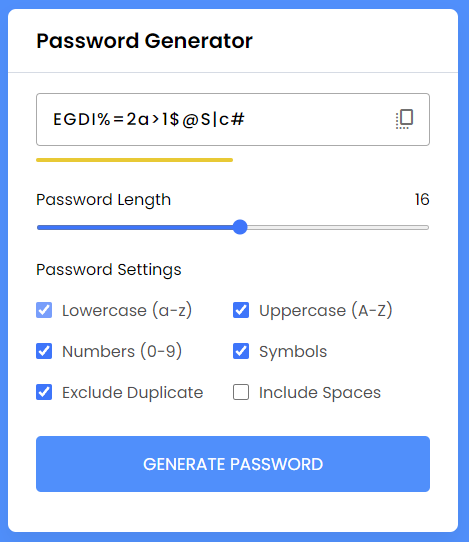 Password Generator
EGDI%=2a>1$@S|c#
Password Length 16
Password Settings
Lowercase (a-z) Uppercase (A-Z)
Numbers (0-9) Symbols
Exclude Duplicate Include Spaces
GENERATE PASSWORD